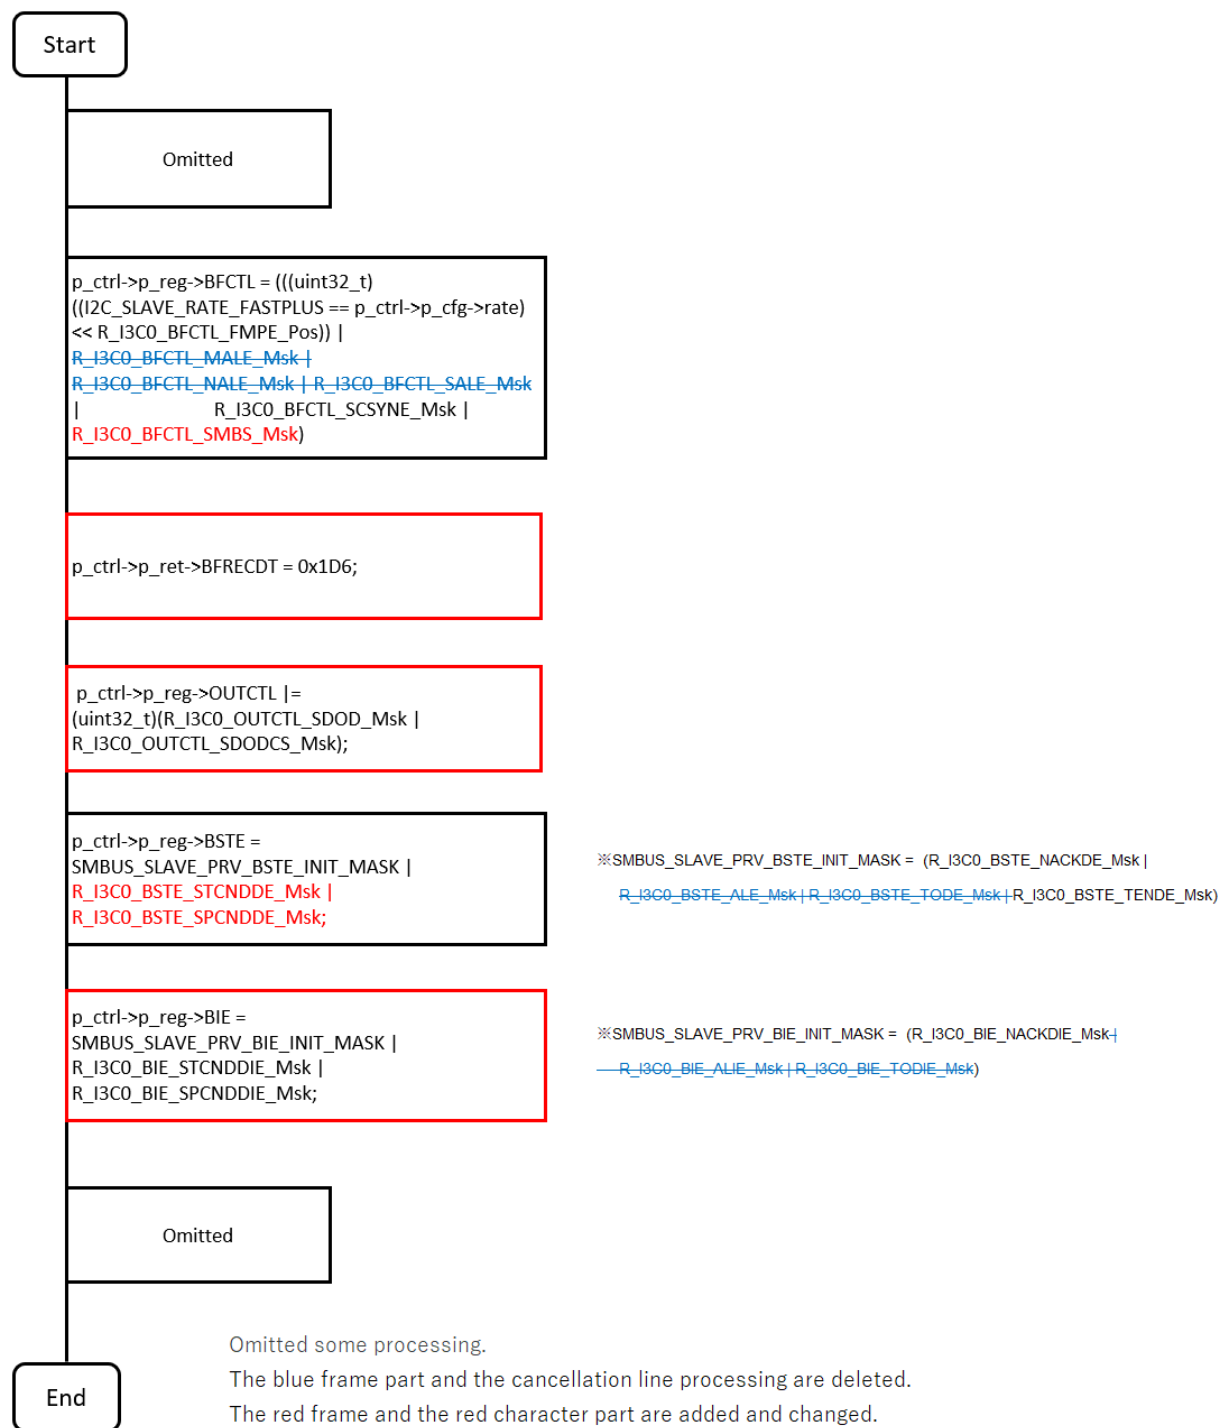 Start
Omitted
p_ctrl->p_reg->BFCTL = (((uint32_t)
((I2C_SLAVE_RATE_FASTPLUS == p_ctrl->p_cfg->rate)
<< R_I3C0_BFCTL_FMPE_Pos)) |
R_I3C0_BFCTL_MALE_Msk |
R_I3C0_BFCTL_NALE_Msk | R_I3C0_BFCTL_SALE_Msk
| R_I3C0_BFCTL_SCSYNE_Msk |
R_I3C0_BFCTL_SMBS_Msk)
p_ctrl->p_ret->BFRECDT = 0x1D6;
p_ctrl->p_reg->OUTCTL |=
(uint32_t)(R_I3C0_OUTCTL_SDOD_Msk |
R_I3C0_OUTCTL_SDODCS_Msk);
p_ctrl->p_reg->BSTE =
SMBUS_SLAVE_PRV_BSTE_INIT_MASK |
R_I3C0_BSTE_STCNDDE_Msk |
R_I3C0_BSTE_SPCNDDE_Msk;
※SMBUS_SLAVE_PRV_BSTE_INIT_MASK = (R_I3C0_BSTE_NACKDE_Msk |
R_I3C0_BSTE_ALE_Msk | R_I3C0_BSTE_TODE_Msk | R_I3C0_BSTE_TENDE_Msk)
p_ctrl->p_reg->BIE =
SMBUS_SLAVE_PRV_BIE_INIT_MASK |
R_I3C0_BIE_STCNDDIE_Msk |
R_I3C0_BIE_SPCNDDIE_Msk;
※SMBUS_SLAVE_PRV_BIE_INIT_MASK = (R_I3C0_BIE_NACKDIE_Msk |
R_I3C0_BIE_ALIE_Msk | R_I3C0_BIE_TODIE_Msk)
Omitted
End
Omitted some processing.
The blue frame part and the cancellation line processing are deleted.
The red frame and the red character part are added and changed.